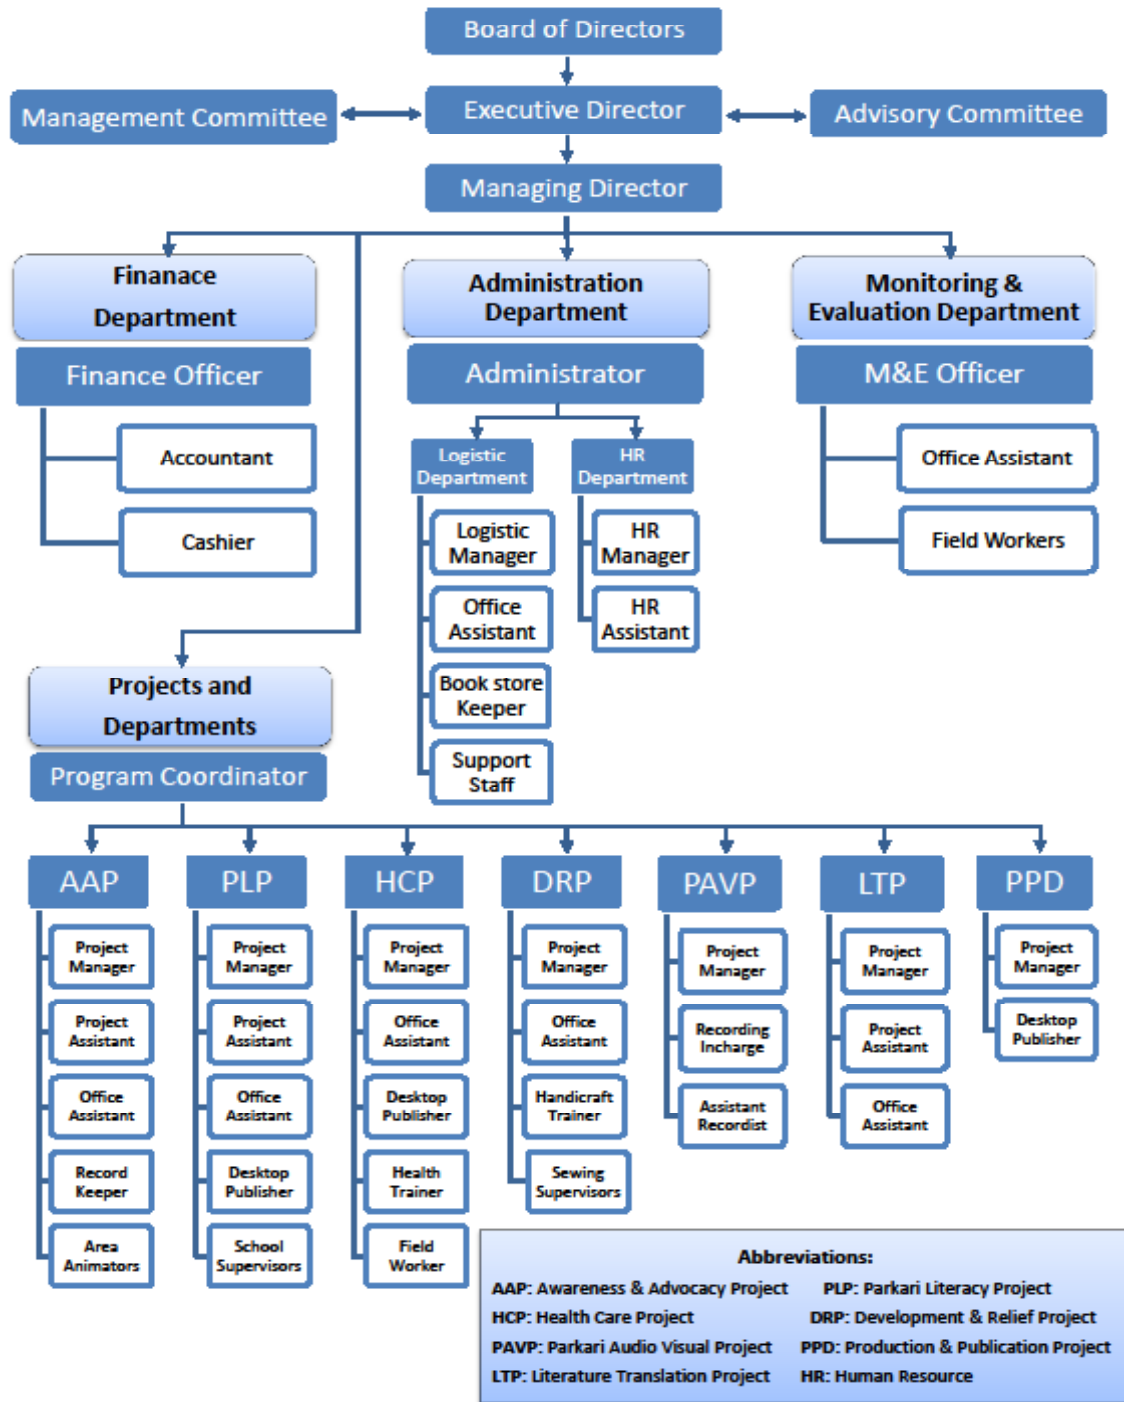 Board of Directors
Management Committee
Executive Director
Advisory Committee
Managing Director
Finanace
Department
Finance Officer
Accountant
Cashier
Administration
Department
Administrator
Logistic
Department
Logistic
Manager
Office
Assistant
Book store
Keeper
Support
Staff
HR
Department
HR
Manager
HR
Assistant
Monitoring &
Evaluation Department
M&E Officer
Office Assistant
Field Workers
Projects and
Departments
Program Coordinator
AAP
Project
Manager
Project
Assistant
Office
Assistant
Record
Keeper
Area
Animators
PLP
Project
Manager
Project
Assistant
Office
Assistant
Desktop
Publisher
School
Supervisors
HCP
Project
Manager
Office
Assistant
Desktop
Publisher
Health
Trainer
Field
Worker
DRP
Project
Manager
Office
Assistant
Handicraft
Trainer
Sewing
Supervisors
PAVP
Project
Manager
Recording
Incharge
Assistant
Recordist
LTP
Project
Manager
Project
Assistant
Office
Assistant
PPD
Project
Manager
Desktop
Publisher
Abbreviations:
AAP: Awareness & Advocacy Project PLP: Parkari Literacy Project
HCP: Health Care Project DRP: Development & Relief Project
PAVP: Parkari Audio Visual Project PPD: Production & Publication Project
LTP: Literature Translation Project HR: Human Resource